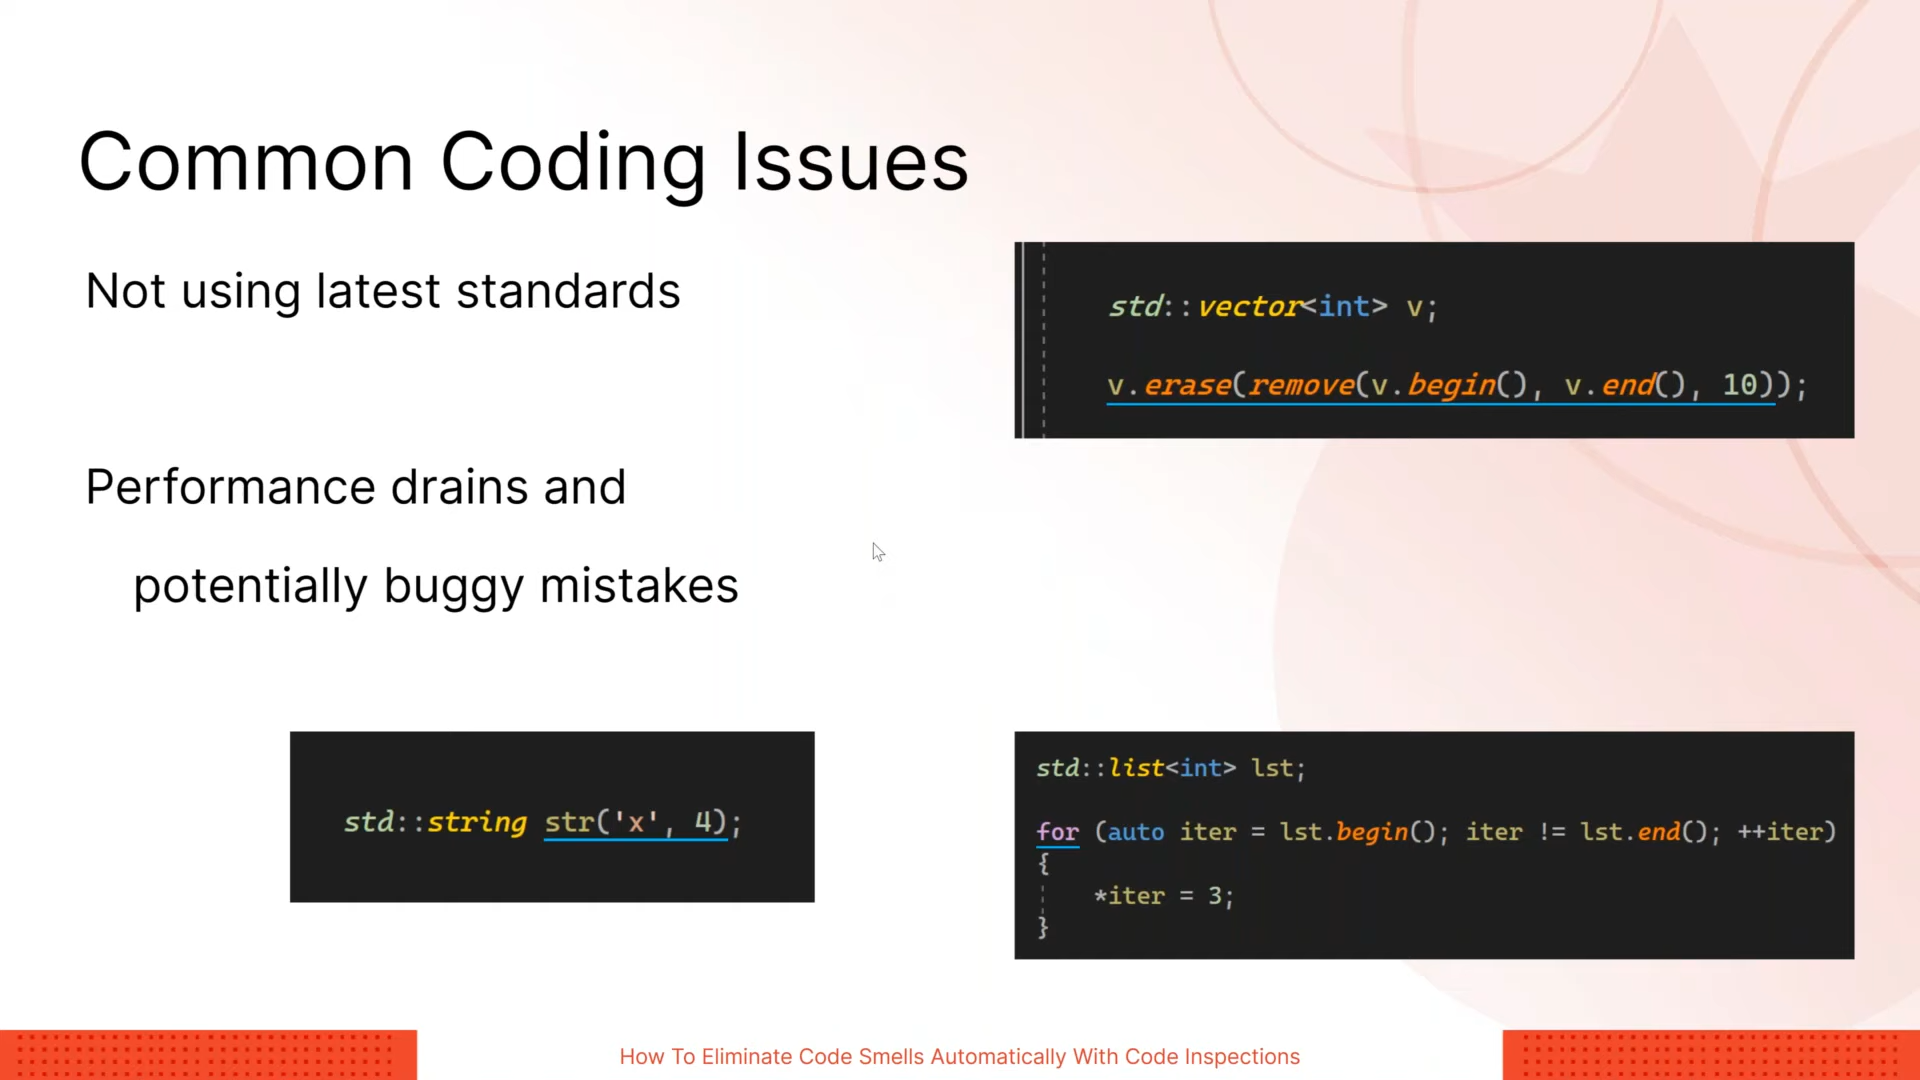 Common Coding Issues
Not using latest standards
std::vector<int> v;
v.erase(remove(v.begin(), v.end(), 10));
Performance drains and
potentially buggy mistakes
std::string str('x', 4);
std::list<int> lst;
for (auto iter = lst.begin(); iter != lst.end(); ++iter)
{
*iter = 3;
}
How To Eliminate Code Smells Automatically With Code Inspections